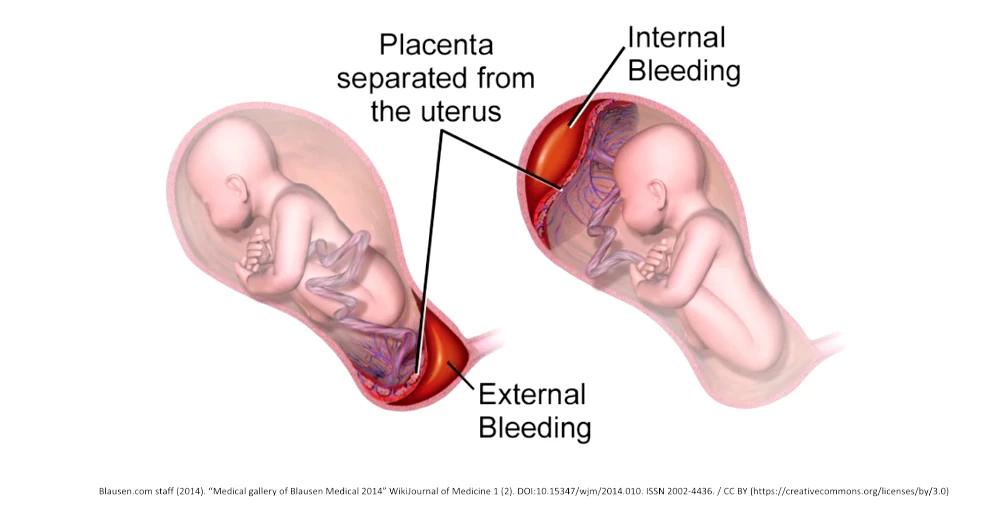 Placenta
separated from
the uterus
Internal
Bleeding
External
Bleeding
Blausen.com staff (2014). “Medical gallery of Blausen Medical 2014” WikiJournal of Medicine 1 (2). DOI:10.15347/wjm/2014.010. ISSN 2002-4436. / CC BY (https://creativecommons.org/licenses/by/3.0)